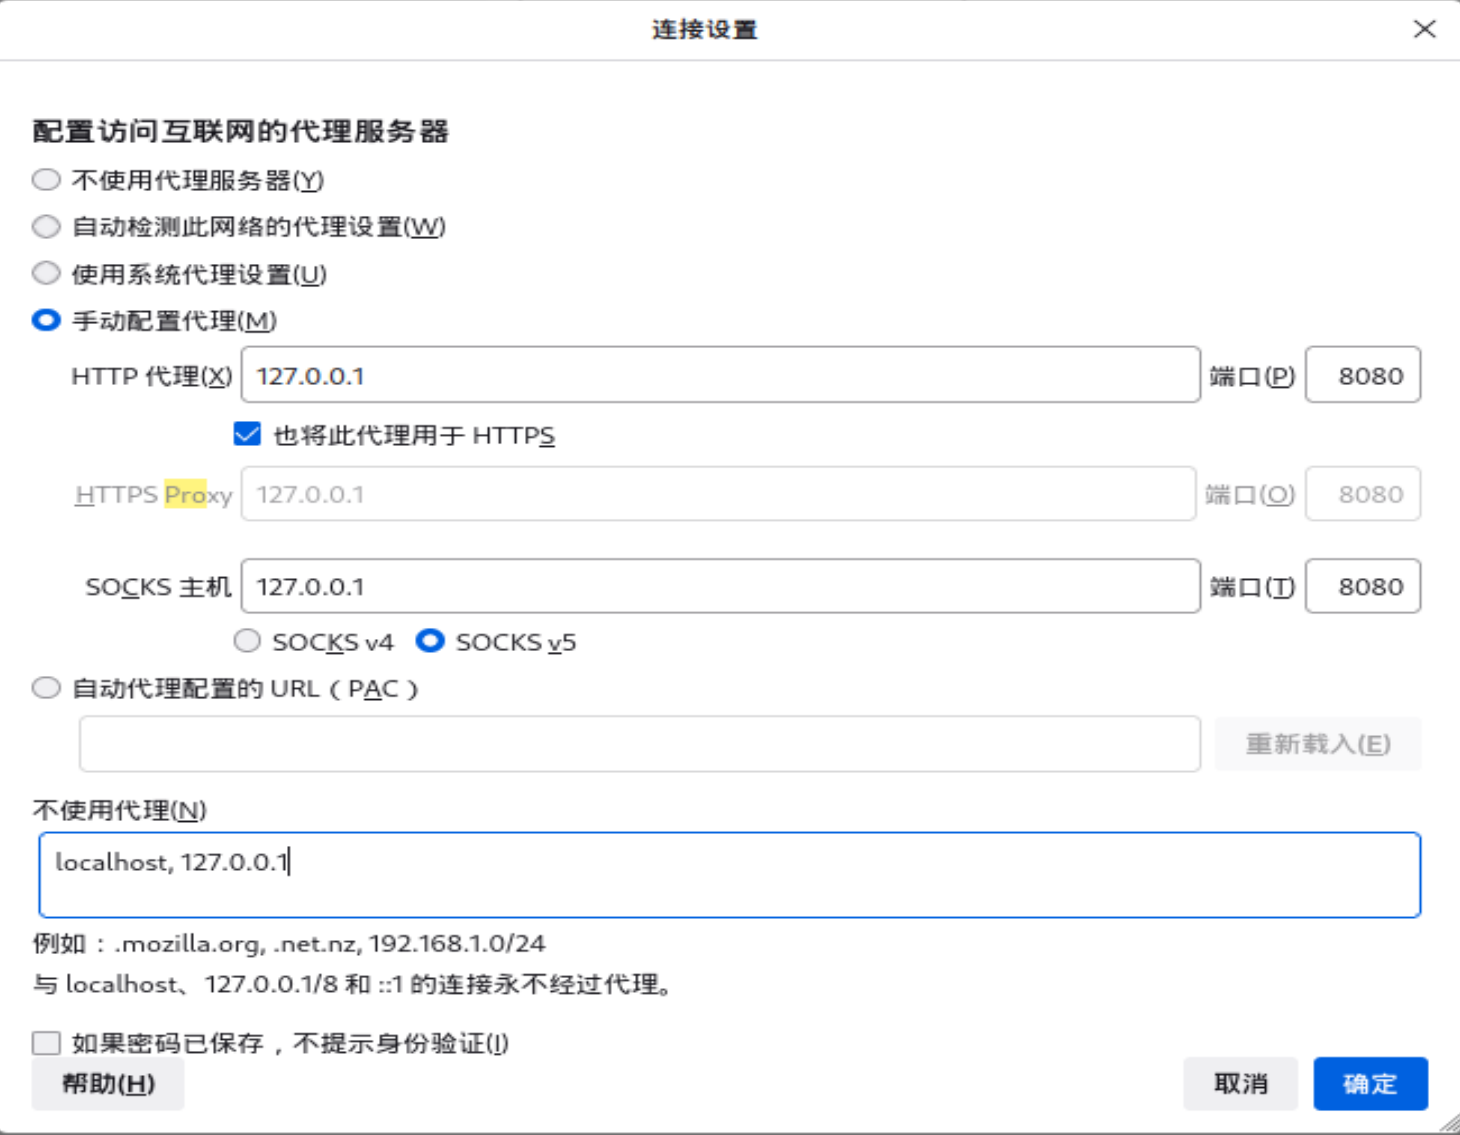 连接设置
配置访问互联网的代理服务器
不使用代理服务器(Y)
自动检测此网络的代理设置(W)
使用系统代理设置(U)
手动配置代理(M)
HTTP 代理(X) 127.0.0.1 端口(P) 8080
也将此代理用于 HTTPS
HTTPS Proxy 127.0.0.1 端口(O) 8080
SOCKS 主机 127.0.0.1 端口(T) 8080
SOCKS v4 SOCKS v5
自动代理配置的 URL（PAC）
重新载入(E)
不使用代理(N)
localhost, 127.0.0.1
例如：.mozilla.org, .net.nz, 192.168.1.0/24
与 localhost、127.0.0.1/8 和 ::1 的连接永不经过代理。
如果密码已保存，不提示身份验证(I)
帮助(H) 取消 确定